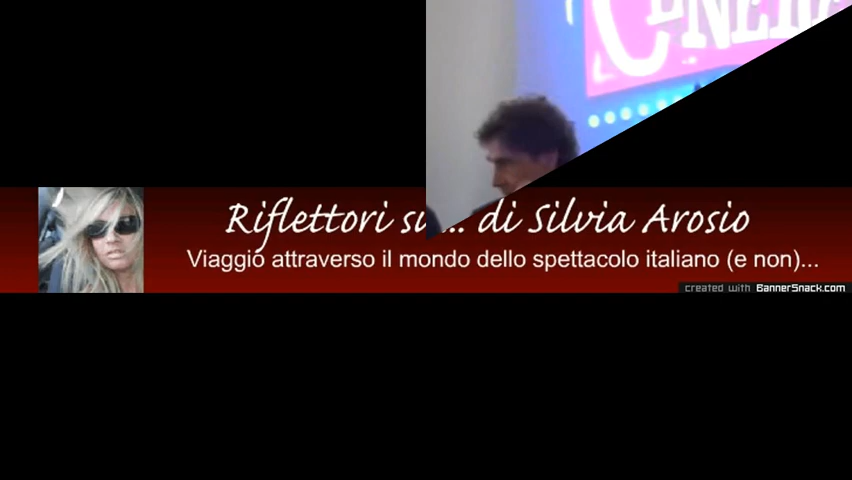 Riflettori su... di Silvia Arosio
Viaggio attraverso il mondo dello spettacolo italiano (e non)...
created with BannerSnack.com